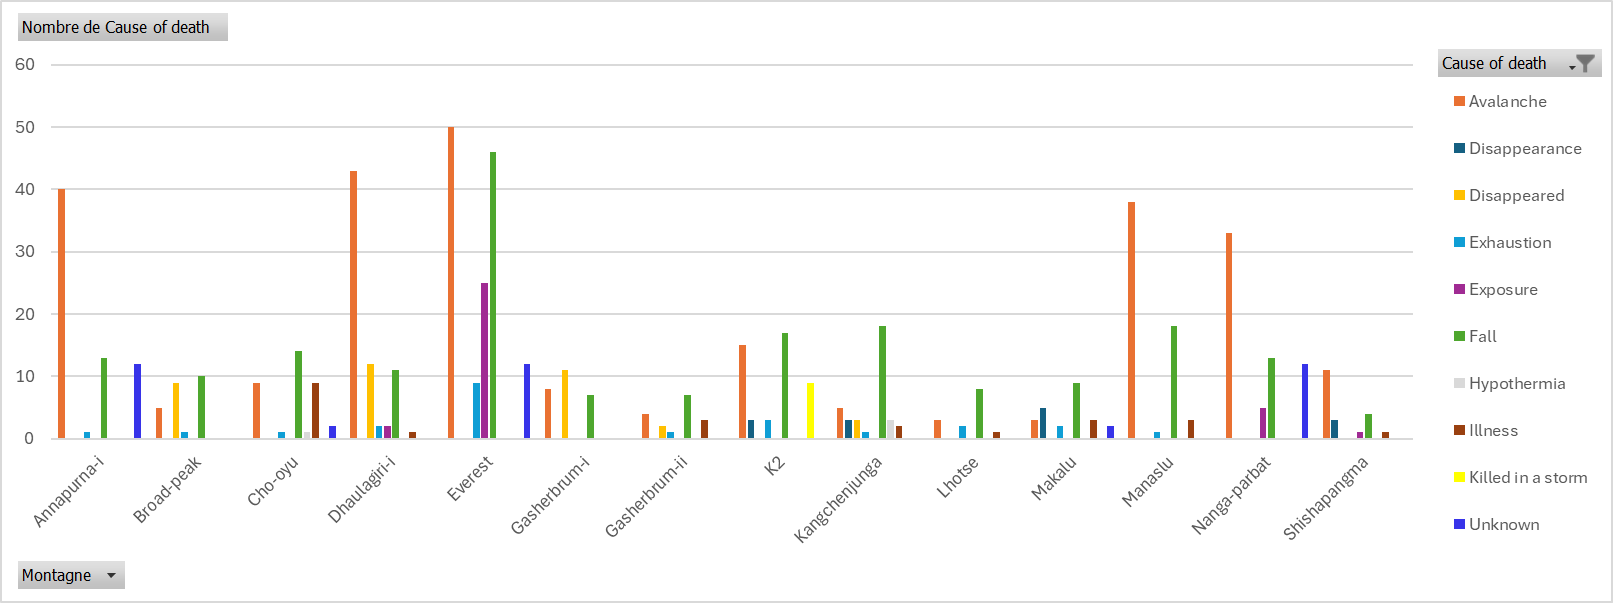 Nombre de Cause of death
60
50
40
30
20
10
0
Annapurna-i
Broad-peak
Cho-oyu
Dhaulagiri-i
Everest
Gasherbrum-i
Gasherbrum-ii
K2
Kangchenjunga
Lhotse
Makalu
Manaslu
Nanga-parbat
Shishapangma
Cause of death
Avalanche
Disappearance
Disappeared
Exhaustion
Exposure
Fall
Hypothermia
Illness
Killed in a storm
Unknown
Montagne